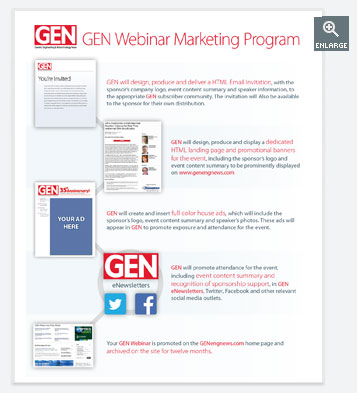 ENLARGE
GEN
Genetic Engineering & Biotechnology News
GEN Webinar Marketing Program
GEN
You're Invited!
GEN will design, produce and deliver a HTML Email invitation, with the
sponsor's company logo, event content summary and speaker information, to
the appropriate GEN subscriber community. The invitation will Also be available
to the sponsor for their own distribution.
GEN will design, produce and display a dedicated
HTML landing page and promotional banners
for the event, including the sponsor's logo and
event content summary to be prominently displayed
on www.genengnews.com
GEN 35th Anniversary!
YOUR AD
HERE
GEN will create and insert full color house ads, which will include the
sponsor's logo, event content summary and speaker's photos. These ads will
appear in GEN to promote exposure and attendance for the event.
GEN
eNewsletters
GEN will promote attendance for the event,
including event content summary and
recognition of sponsorship support, in GEN
eNewsletters, Twitter, Facebook and other relevant
social media outlets.
Your GEN Webinar is promoted on the GENengnews.com home page and
archived on the site for twelve months.